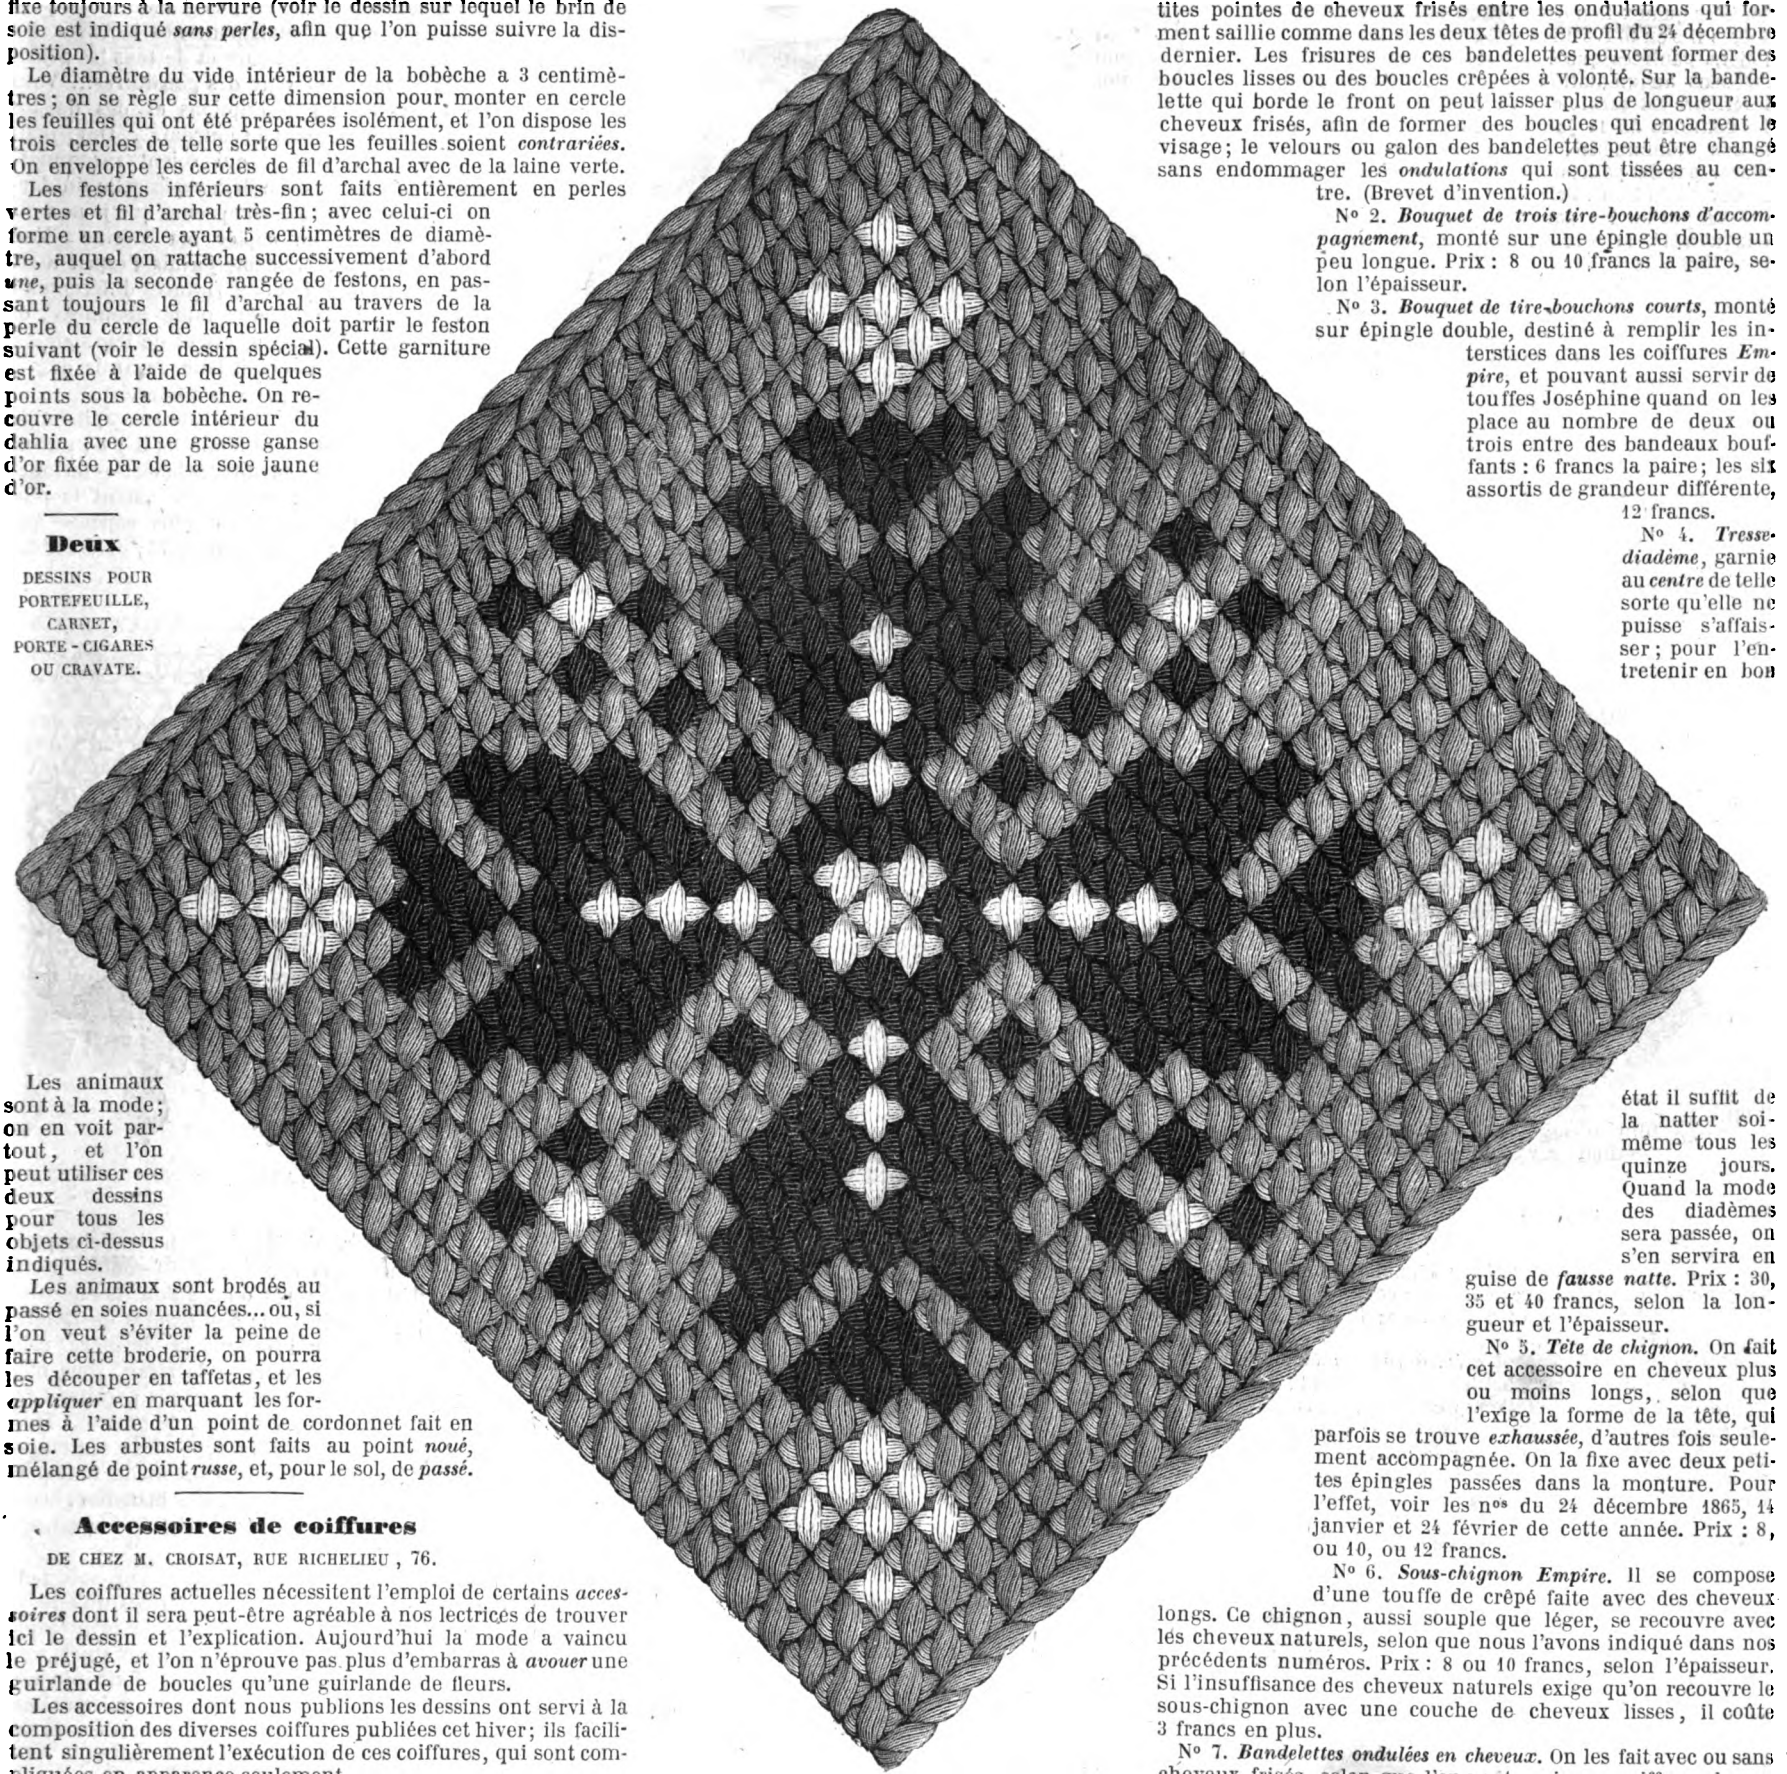 fixe toujours à la nervure (voir le dessin sur lequel le brin de
soie est indiqué sans perles, afin que l'on puisse suivre la dis-
position).
Le diamètre du vide intérieur de la bobèche a 3 centimè-
tres ; on se règle sur cette dimension pour monter en cercle
les feuilles qui ont été préparées isolément, et l'on dispose les
trois cercles de telle sorte que les feuilles soient contrariées.
On enveloppe les cercles de fil d'archal avec de la laine verte.
Les festons inférieurs sont faits entièrement en perles
vertes et fil d'archal très-fin ; avec celui-ci on
forme un cercle ayant 5 centimètres de diamè-
tre, auquel on rattache successivement d'abord
une, puis la seconde rangée de festons, en pas-
sant toujours le fil d'archal au travers de la
perle du cercle de laquelle doit partir le feston
suivant (voir le dessin spécial). Cette garniture
est fixée à l'aide de quelques
points sous la bobèche. On re-
couvre le cercle intérieur du
dahlia avec une grosse ganse
d'or fixée par de la soie jaune
d'or.
Deux
DESSINS POUR
PORTEFEUILLE,
CARNET,
PORTE-CIGARES
OU CRAVATE.
Les animaux
sont à la mode ;
on en voit par-
tout, et l'on
peut utiliser ces
deux dessins
pour tous les
objets ci-dessus
indiqués.
Les animaux sont brodés au
passé en soies nuancées... où, si
l'on veut s'éviter la peine de
faire cette broderie, on pourra
les découper en taffetas, et les
appliquer en marquant les for-
mes à l'aide d'un point de cordonnet fait en
soie. Les arbustes sont faits au point noué,
mélangé de point russe, et, pour le sol, de passé.
Accessoires de coiffures
DE CHEZ M. CROISAT, RUE RICHELIEU, 76.
Les coiffures actuelles nécessitent l'emploi de certains acces-
soires dont il sera peut-être agréable à nos lectrices de trouver
ici le dessin et l'explication. Aujourd'hui la mode a vaincu
le préjugé, et l'on n'éprouve pas plus d'embarras à avouer une
guirlande de boucles qu'une guirlande de fleurs.
Les accessoires dont nous publions les dessins ont servi à la
composition des diverses coiffures publiées cet hiver ; ils facili-
tent singulièrement l'exécution de ces coiffures, qui sont com-
pliquées en apparence seulement.
tites pointes de cheveux frisés entre les ondulations qui for-
ment saillie comme dans les deux têtes de profil du 24 décembre
dernier. Les frisures de ces bandelettes peuvent former des
boucles lisses ou des boucles crêpées à volonté. Sur la bande-
lette qui borde le front on peut laisser plus de longueur aux
cheveux frisés, afin de former des boucles qui encadrent le
visage ; le velours ou galon des bandelettes peut être changé
sans endommager les ondulations qui sont tissées au cen-
tre. (Brevet d'invention.)
N° 2. Bouquet de trois tire-bouchons d'accom-
pagnement, monté sur une épingle double un
peu longue. Prix : 8 ou 10 francs la paire, se-
lon l'épaisseur.
N° 3. Bouquet de tire-bouchons courts, monté
sur épingle double, destiné à remplir les in-
terstices dans les coiffures Em-
pire, et pouvant aussi servir de
touffes Joséphine quand on les
place au nombre de deux ou
trois entre des bandeaux bouf-
fants : 6 francs la paire ; les six
assortis de grandeur différente,
12 francs.
N° 4. Tresse-
diadème, garnie
au centre de telle
sorte qu'elle ne
puisse s'affais-
ser ; pour l'en-
tretenir en bon
état il suffit de
la natter soi-
même tous les
quinze jours.
Quand la mode
des diadèmes
sera passée, on
s'en servira en
guise de fausse natte. Prix : 30,
35 et 40 francs, selon la lon-
gueur et l'épaisseur.
N° 5. Tête de chignon. On fait
cet accessoire en cheveux plus
ou moins longs, selon que
l'exige la forme de la tête, qui
parfois se trouve exhaussée, d'autres fois seule-
ment accompagnée. On la fixe avec deux peti-
tes épingles passées dans la monture. Pour
l'effet, voir les nos du 24 décembre 1865, 14
janvier et 24 février de cette année. Prix : 8,
ou 10, ou 12 francs.
N° 6. Sous-chignon Empire. Il se compose
d'une touffe de crêpé faite avec des cheveux
longs. Ce chignon, aussi souple que léger, se recouvre avec
les cheveux naturels, selon que nous l'avons indiqué dans nos
précédents numéros. Prix : 8 ou 10 francs, selon l'épaisseur.
Si l'insuffisance des cheveux naturels exige qu'on recouvre le
sous-chignon avec une couche de cheveux lisses, il coûte
3 francs en plus.
N° 7. Bandelettes ondulées en cheveux. On les fait avec ou sans